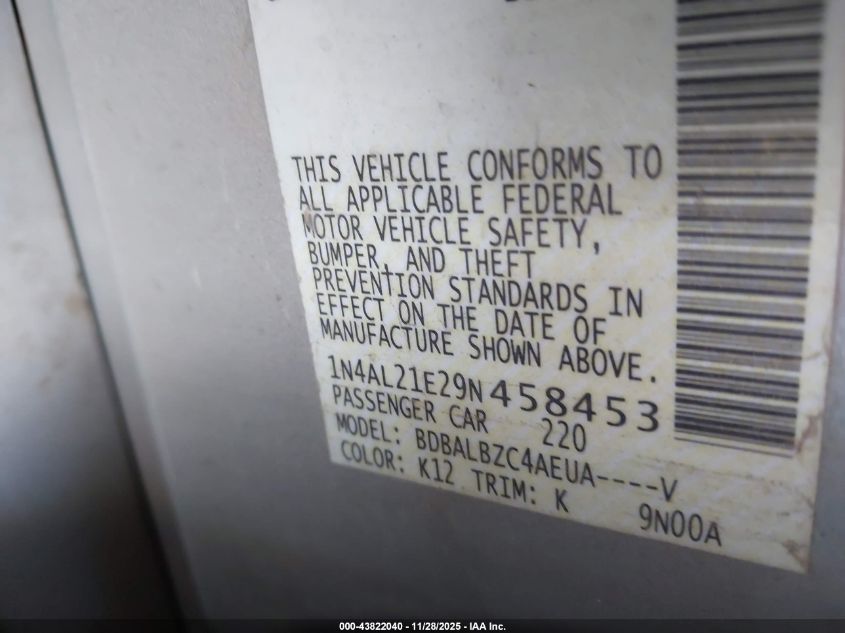 THIS VEHICLE CONFORMS TO
ALL APPLICABLE FEDERAL
MOTOR VEHICLE SAFETY,
BUMPER, AND THEFT
PREVENTION STANDARDS IN
EFFECT ON THE DATE OF
MANUFACTURE SHOWN ABOVE.
1N4AL21E29N458453
PASSENGER CAR 220
MODEL: BDBALBZC4AEUA----V
COLOR: K12 TRIM: K 9N00A
000-43822040 - 11/28/2025 - IAA Inc.